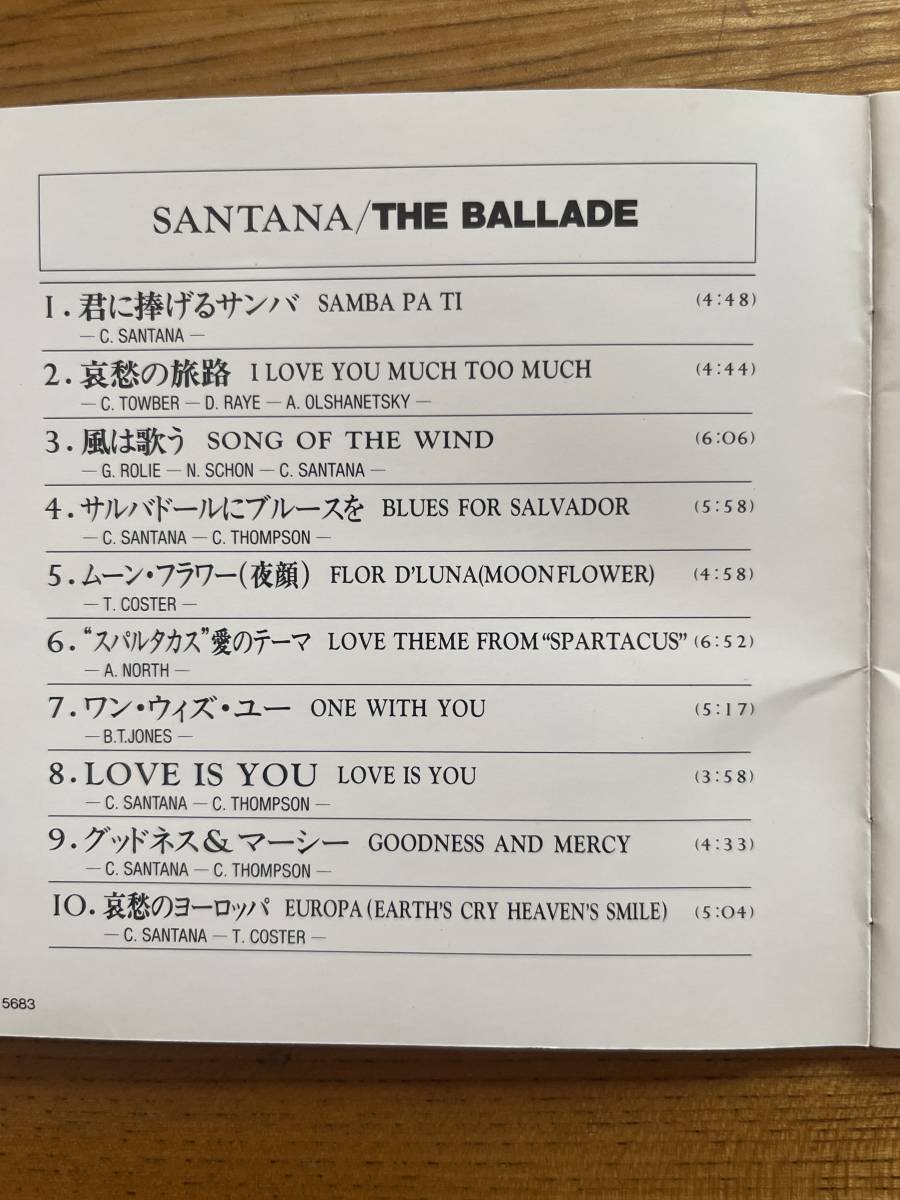 SANTANA/THE BALLADE
1. 君に捧げるサンバ SAMBA PA TI (4:48)
— C. SANTANA —
2. 哀愁の旅路 I LOVE YOU MUCH TOO MUCH (4:44)
— C. TOWBER — D. RAYE — A. OLSHANETSKY —
3. 風は歌う SONG OF THE WIND (6:06)
— G. ROLIE — N. SCHON — C. SANTANA —
4. サルバドールにブルースを BLUES FOR SALVADOR (5:58)
— C. SANTANA — C. THOMPSON —
5. ムーン・フラワー(夜顔) FLOR D'LUNA(MOONFLOWER) (4:58)
— T. COSTER —
6. “スパルタカス”愛のテーマ LOVE THEME FROM“SPARTACUS” (6:52)
— A. NORTH —
7. ワン・ウィズ・ユー ONE WITH YOU (5:17)
— B.T.JONES —
8. LOVE IS YOU LOVE IS YOU (3:58)
— C. SANTANA — C. THOMPSON —
9. グッドネス&マーシー GOODNESS AND MERCY (4:33)
— C. SANTANA — C. THOMPSON —
10. 哀愁のヨーロッパ EUROPA (EARTH'S CRY HEAVEN'S SMILE) (5:04)
— C. SANTANA — T. COSTER —
5683